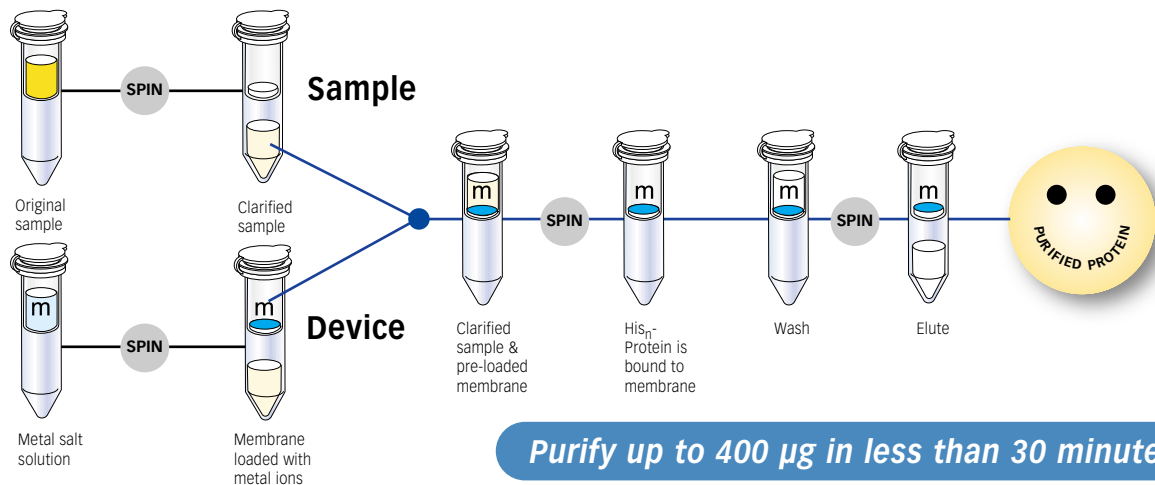 SPIN
Sample
Original
sample
Clarified
sample
m
SPIN
m
Device
Metal salt
solution
Membrane
loaded with
metal ions
m
SPIN
m
m
SPIN
m
Clarified
sample &
pre-loaded
membrane
Hisn-
Protein is
bound to
membrane
Wash
Elute
PURIFIED PROTEIN
Purify up to 400 µg in less than 30 minute